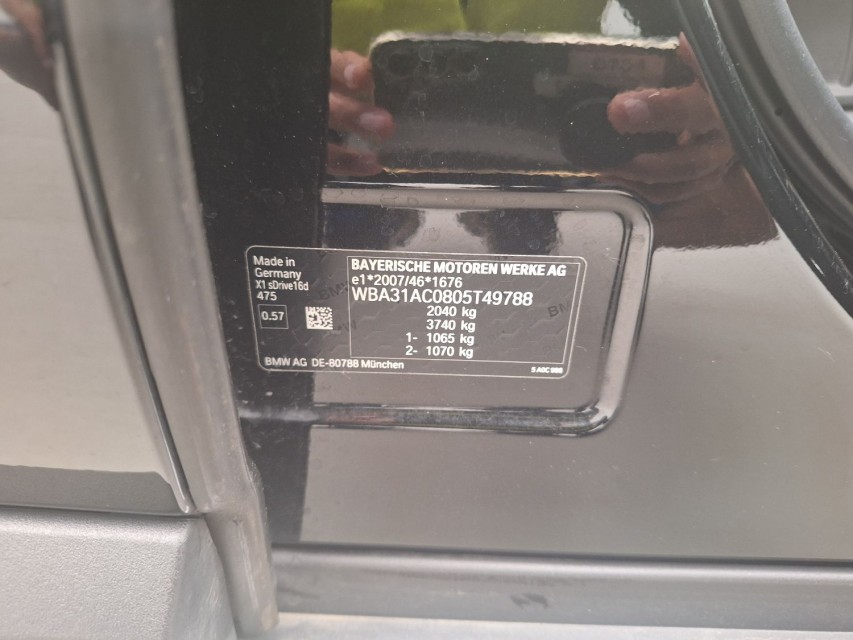 Made in
Germany
X1 sDrive16d
475
0.57
BMW AG DE-80788 München
BAYERISCHE MOTOREN WERKE AG
e1*2007/46*1676
WBA31AC0805T49788
2040 kg
3740 kg
1- 1065 kg
2- 1070 kg